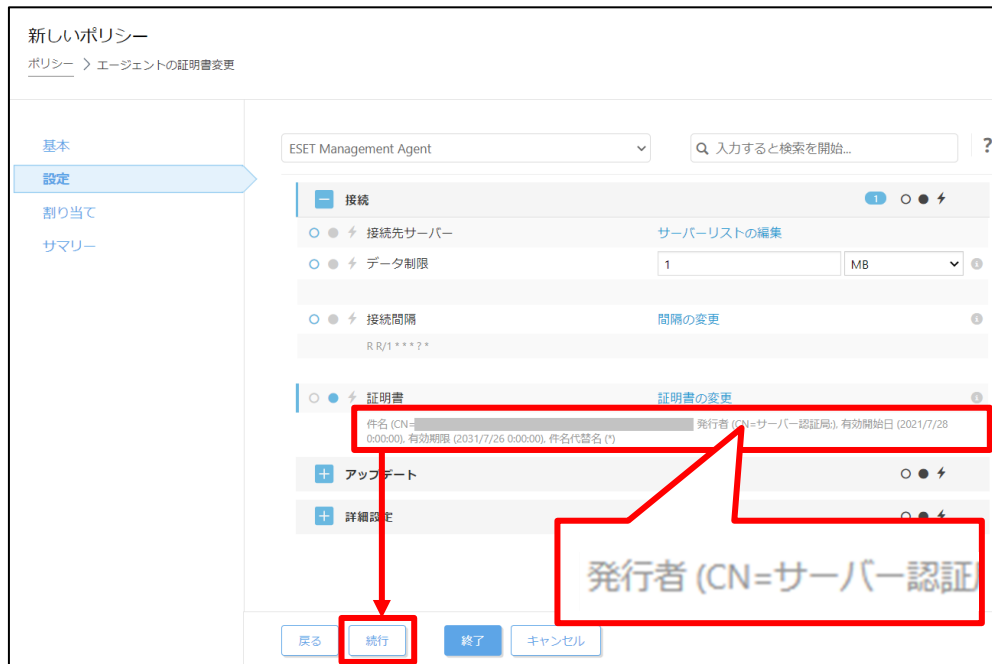 新しいポリシー
ポリシー > エージェントの証明書変更
基本
設定
割り当て
サマリー
ESET Management Agent
入力すると検索を開始...
?
接続
1
接続先サーバー
サーバーリストの編集
データ制限
1
MB
接続間隔
間隔の変更
R R/1 * * * ? *
証明書
証明書の変更
件名 (CN= 発行者 (CN=サーバー認証局;), 有効開始日 (2021/7/28
0:00:00), 有効期限 (2031/7/26 0:00:00), 件名代替名 (*)
アップデート
詳細設定
発行者 (CN=サーバー認証
戻る
続行
終了
キャンセル